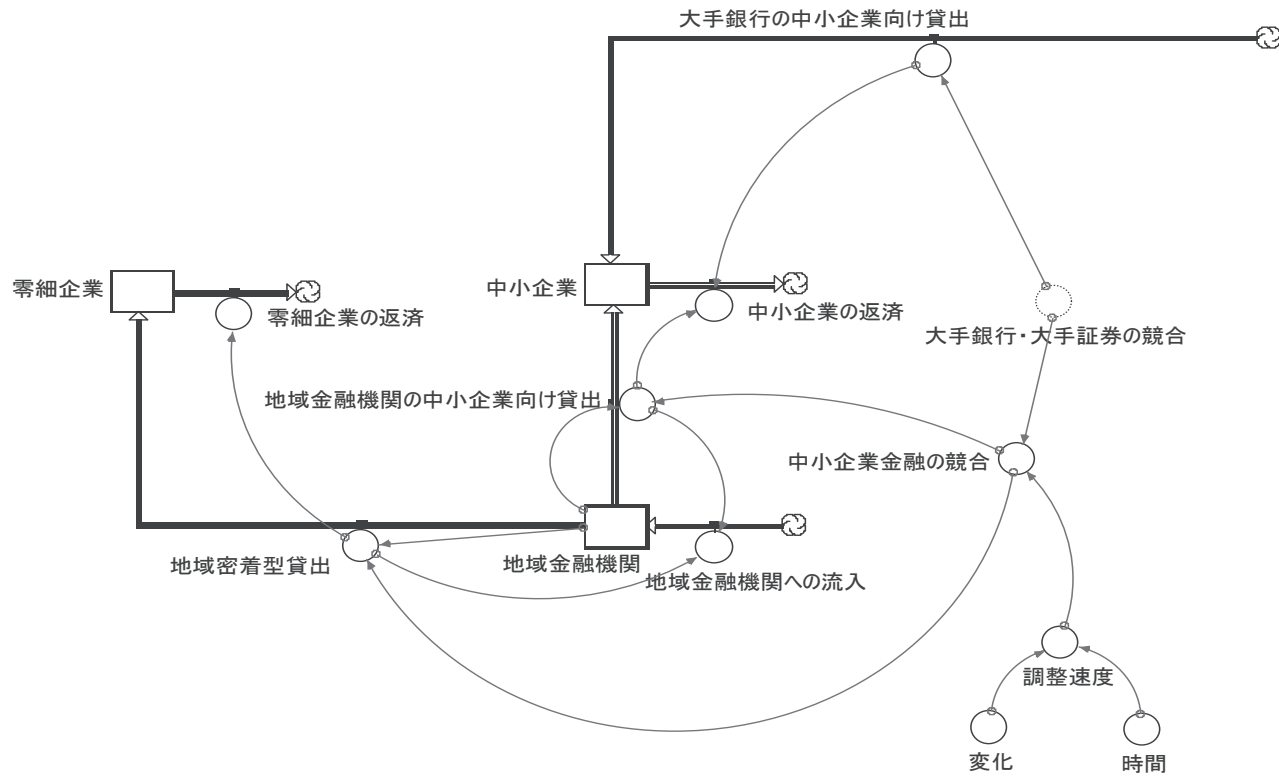 大手銀行の中小企業向け貸出
零細企業
零細企業の返済
中小企業
中小企業の返済
大手銀行・大手証券の競合
地域金融機関の中小企業向け貸出
中小企業金融の競合
地域密着型貸出
地域金融機関
地域金融機関への流入
調整速度
変化
時間